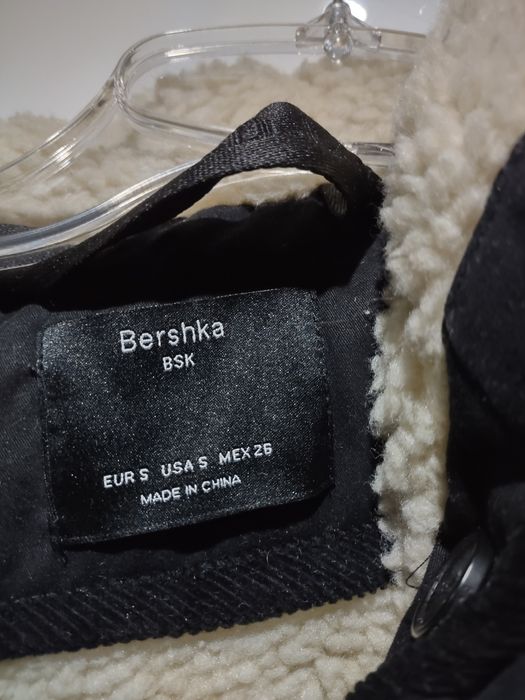 Bershka
BSK
EUR S USA S MEX 26
MADE IN CHINA